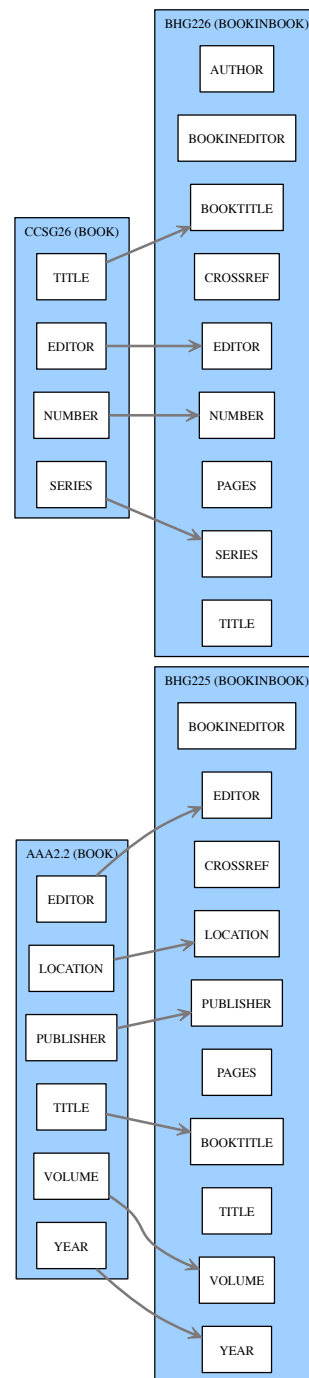 BHG226 (BOOKINBOOK)
AUTHOR
BOOKINEDITOR
BOOKTITLE
CROSSREF
EDITOR
NUMBER
PAGES
SERIES
TITLE
CCSG26 (BOOK)
TITLE
EDITOR
NUMBER
SERIES
BHG225 (BOOKINBOOK)
BOOKINEDITOR
EDITOR
CROSSREF
LOCATION
PUBLISHER
PAGES
BOOKTITLE
TITLE
VOLUME
YEAR
AAA2.2 (BOOK)
EDITOR
LOCATION
PUBLISHER
TITLE
VOLUME
YEAR